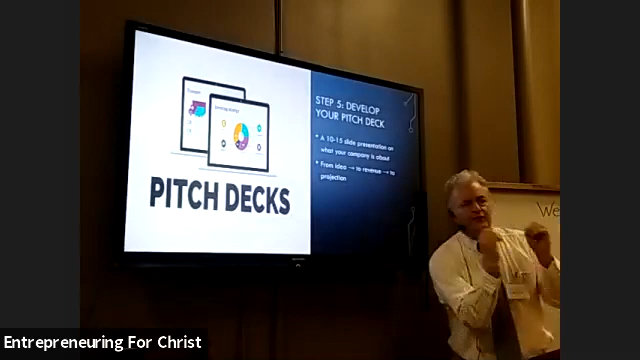 PITCH DECKS
STEP 5: DEVELOP
YOUR PITCH DECK
• A 10-15 slide presentation on
what your company is about
• From idea → to revenue → to
projection
We
Entrepreneuring For Christ